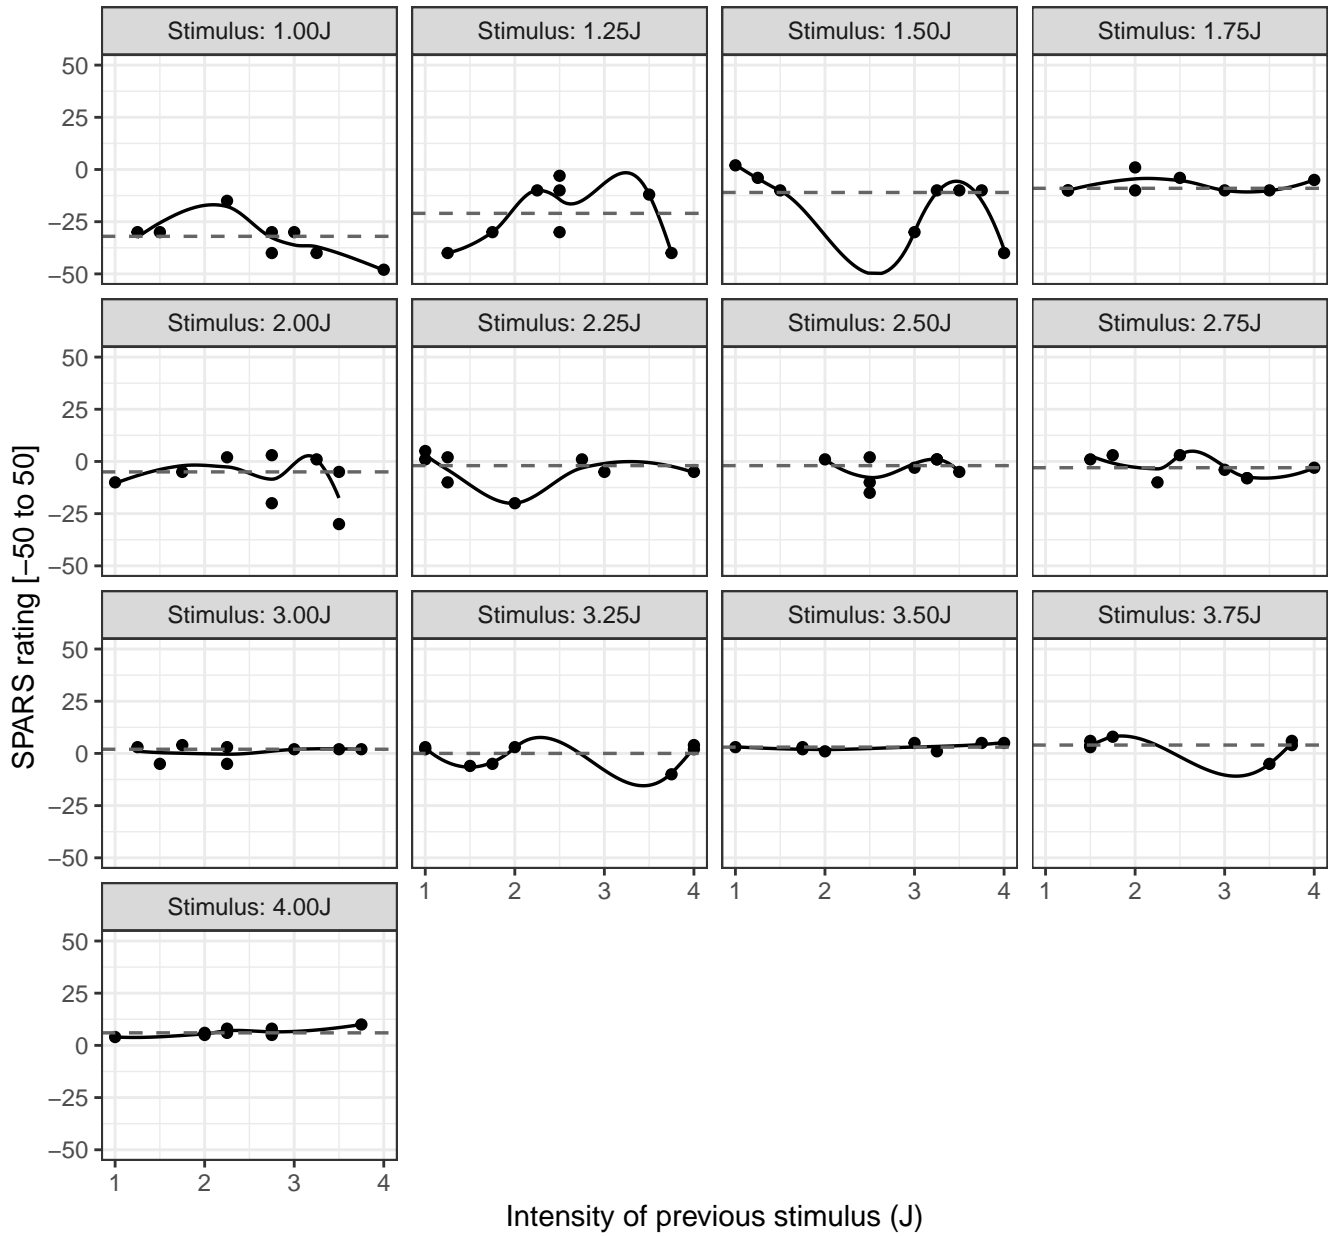 Stimulus: 1.00J
Stimulus: 1.25J
Stimulus: 1.50J
Stimulus: 1.75J
50
25
0
−25
−50
Stimulus: 2.00J
Stimulus: 2.25J
Stimulus: 2.50J
Stimulus: 2.75J
50
25
0
−25
−50
SPARS rating [−50 to 50]
Stimulus: 3.00J
Stimulus: 3.25J
Stimulus: 3.50J
Stimulus: 3.75J
50
25
0
−25
−50
1 2 3 4
1 2 3 4
1 2 3 4
Stimulus: 4.00J
50
25
0
−25
−50
1 2 3 4
Intensity of previous stimulus (J)